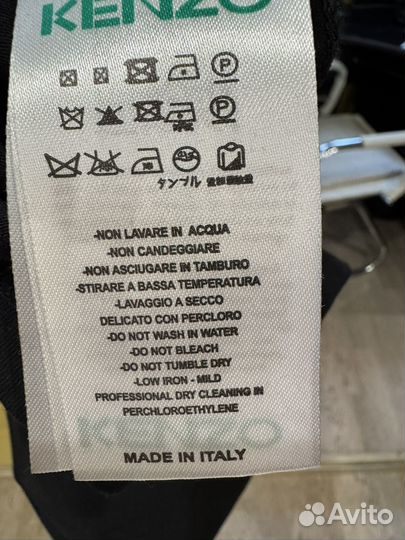 KENZO
P
P
タンブル
-NON LAVARE IN ACQUA
-NON CANDEGGIARE
-NON ASCIUGARE IN TAMBURO
-STIRARE A BASSA TEMPERATURA
-LAVAGGIO A SECCO
DELICATO CON PERCLORO
-DO NOT WASH IN WATER
-DO NOT BLEACH
-DO NOT TUMBLE DRY
-LOW IRON - MILD
PROFESSIONAL DRY CLEANING IN
PERCHLOROETHYLENE
KENZO
MADE IN ITALY
Avito